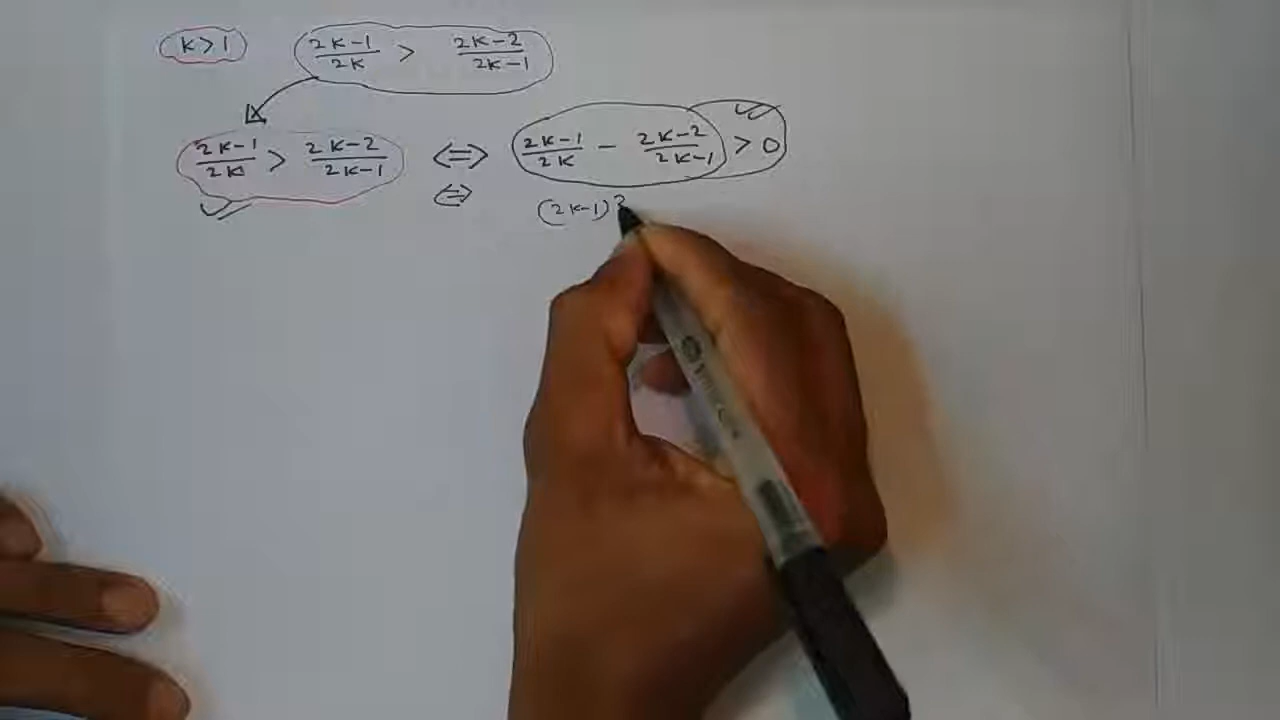 k>1 (2k-1)/2k > (2k-2)/(2k-1)
(2k-1)/2k > (2k-2)/(2k-1) ⇔ (2k-1)/2k - (2k-2)/(2k-1) > 0
⇔ (2k-1)²